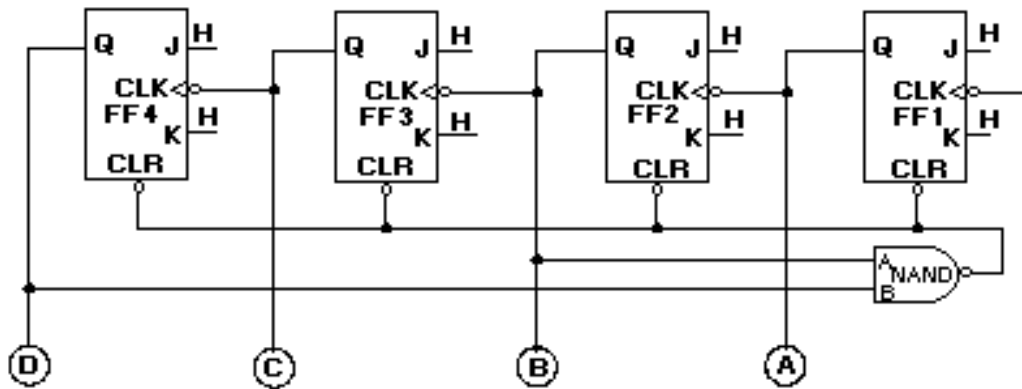 Q J H
CLK
FF4
K H
CLR
Q J H
CLK
FF3
K H
CLR
Q J H
CLK
FF2
K H
CLR
Q J H
CLK
FF1
K H
CLR
A
NAND
B
D
C
B
A